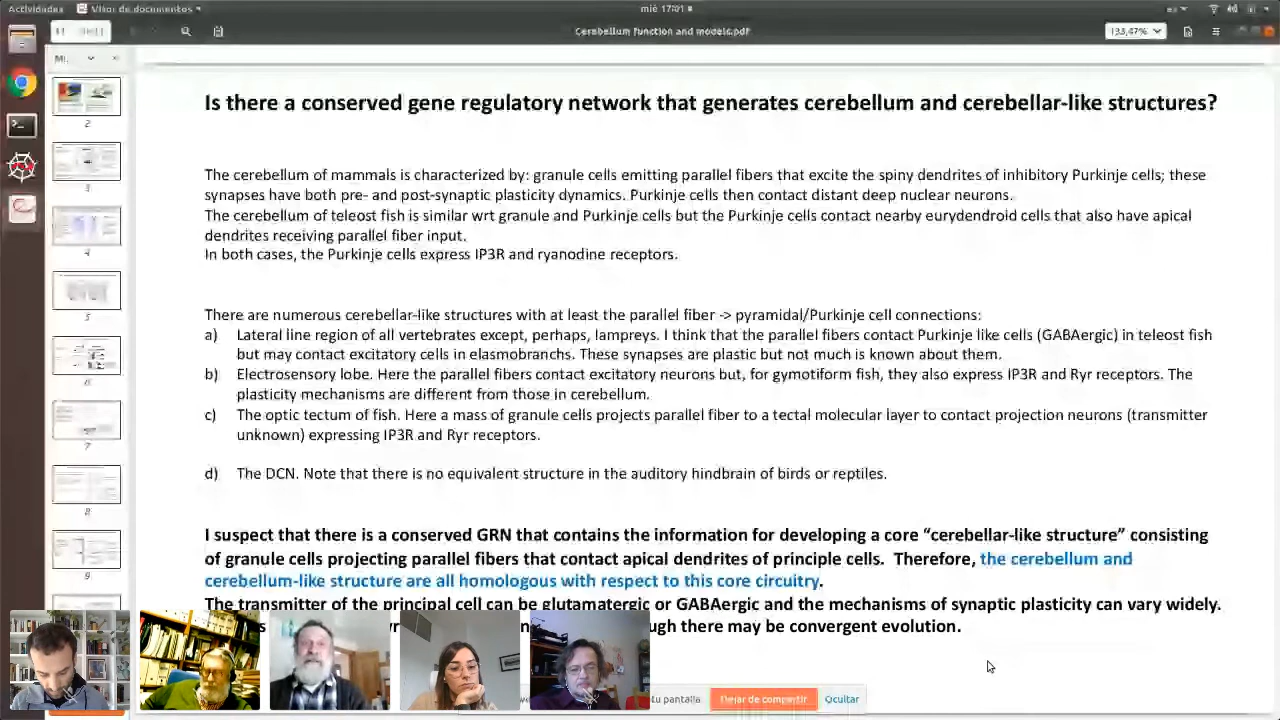 Actividades
Visor de documentos
mié 17:01
Cerebellum function and models.pdf
133,47%
Is there a conserved gene regulatory network that generates cerebellum and cerebellar-like structures?
The cerebellum of mammals is characterized by: granule cells emitting parallel fibers that excite the spiny dendrites of inhibitory Purkinje cells; these
synapses have both pre- and post-synaptic plasticity dynamics. Purkinje cells then contact distant deep nuclear neurons.
The cerebellum of teleost fish is similar wrt granule and Purkinje cells but the Purkinje cells contact nearby eurydendroid cells that also have apical
dendrites receiving parallel fiber input.
In both cases, the Purkinje cells express IP3R and ryanodine receptors.
There are numerous cerebellar-like structures with at least the parallel fiber -> pyramidal/Purkinje cell connections:
a) Lateral line region of all vertebrates except, perhaps, lampreys. I think that the parallel fibers contact Purkinje like cells (GABAergic) in teleost fish
but may contact excitatory cells in elasmobranchs. These synapses are plastic but not much is known about them.
b) Electrosensory lobe. Here the parallel fibers contact excitatory neurons but, for gymotiform fish, they also express IP3R and Ryr receptors. The
plasticity mechanisms are different from those in cerebellum.
c) The optic tectum of fish. Here a mass of granule cells projects parallel fiber to a tectal molecular layer to contact projection neurons (transmitter
unknown) expressing IP3R and Ryr receptors.
d) The DCN. Note that there is no equivalent structure in the auditory hindbrain of birds or reptiles.
I suspect that there is a conserved GRN that contains the information for developing a core “cerebellar-like structure” consisting
of granule cells projecting parallel fibers that contact apical dendrites of principle cells. Therefore, the cerebellum and
cerebellum-like structure are all homologous with respect to this core circuitry.
The transmitter of the principal cell can be glutamatergic or GABAergic and the mechanisms of synaptic plasticity can vary widely.
there may be convergent evolution.
tu pantalla
Dejar de compartir
Ocultar
2
3
4
5
6
7
8
9